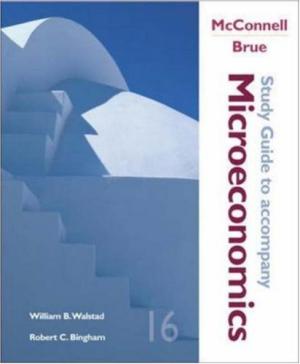 McConnell
Brue
Study Guide to accompany
Microeconomics
William B. Walstad
Robert C. Bingham
16